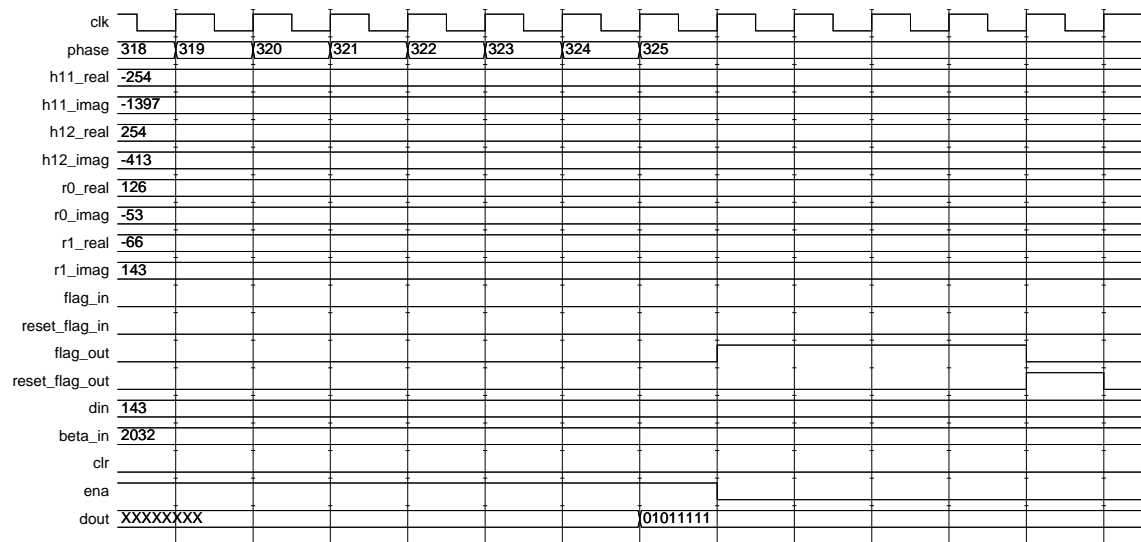 clk
phase 318 319 320 321 322 323 324 325
h11_real -254
h11_imag -1397
h12_real 254
h12_imag -413
r0_real 126
r0_imag -53
r1_real -66
r1_imag 143
flag_in
reset_flag_in
flag_out
reset_flag_out
din 143
beta_in 2032
clr
ena
dout XXXXXXXX 01011111